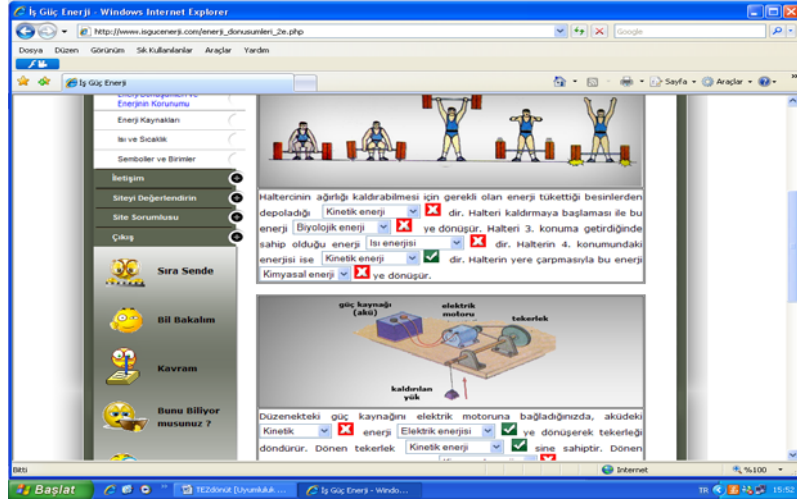 İş Güç Enerji - Windows Internet Explorer
http://www.isgucenerji.com/enerji_donusumleri_2e.php
Google
Dosya Düzen Görünüm Sık Kullanılanlar Araçlar Yardım
İş Güç Enerji
Sayfa Araçlar
Enerjinin Korunumu
Enerji Kaynakları
Isı ve Sıcaklık
Semboller ve Birimler
İletişim
Siteyi Değerlendirin
Site Sorumlusu
Çıkış
Sıra Sende
Bil Bakalım
Kavram
Bunu Biliyor
musunuz ?
Haltercinin ağırlığı kaldırabilmesi için gerekli olan enerji tükettiği besinlerden
depoladığı Kinetik enerji dir. Halteri kaldırmaya başlaması ile bu
enerji Biyolojik enerji ye dönüşür. Halteri 3. konuma getirdiğinde
sahip olduğu enerji Isı enerjisi dir. Halterin 4. konumundaki
enerjisi ise Kinetik enerji dir. Halterin yere çarpmasıyla bu enerji
Kimyasal enerji ye dönüşür.
güç kaynağı
(akü)
elektrik
motoru
tekerlek
kaldırılan
yük
Düzenekteki güç kaynağını elektrik motoruna bağladığınızda, aküdeki
Kinetik enerji Elektrik enerjisi ye dönüşerek tekerleği
döndürür. Dönen tekerlek Kinetik enerji sine sahiptir. Dönen
Bitti
Internet
%100
Başlat
TEZdönot [Uyumluluk ...
İş Güç Enerji - Windo...
TR
15:52